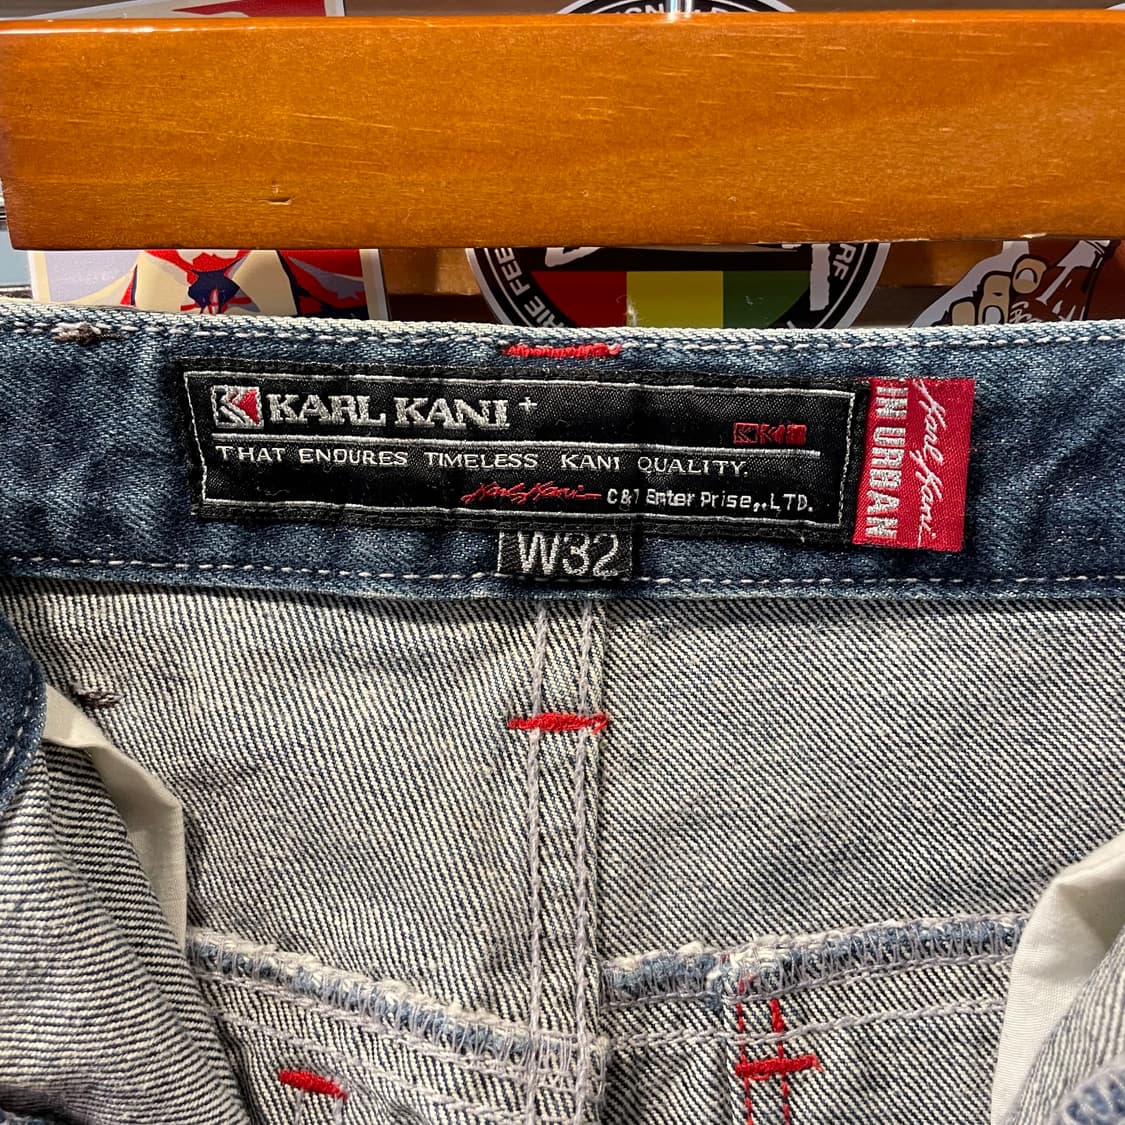 KARL KANI
THAT ENDURES TIMELESS KANI QUALITY.
Karl Kani C&T Enter Prise,.LTD.
W32
Karl Kani
IN URBAN